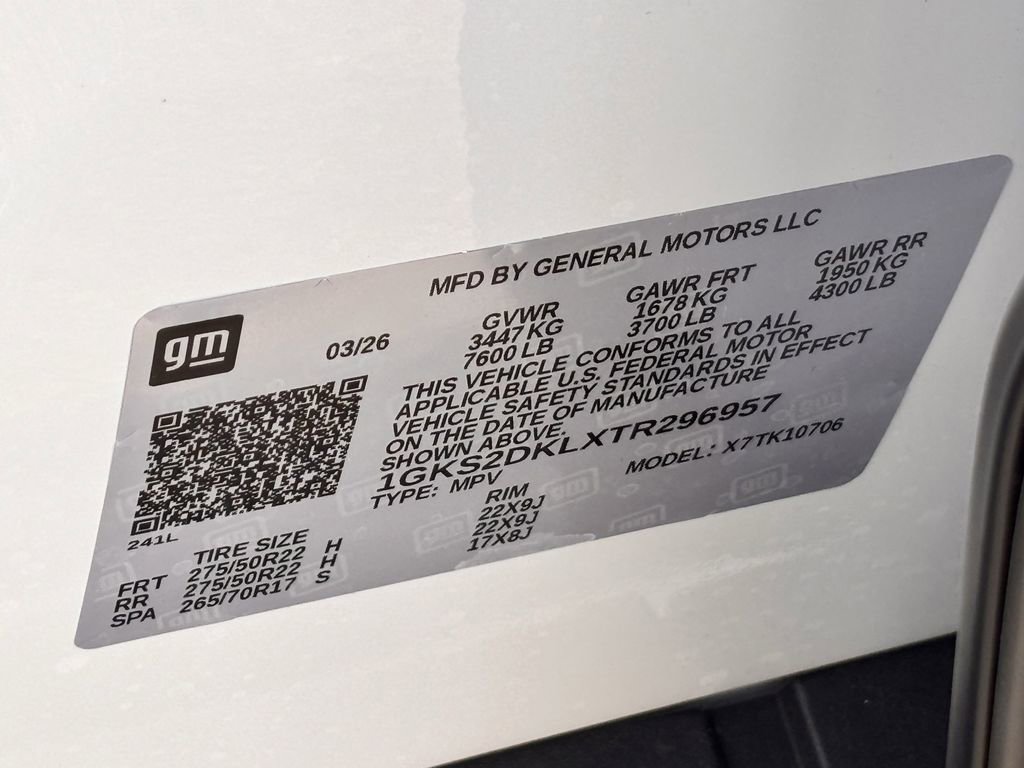 MFD BY GENERAL MOTORS LLC
gm
03/26
GVWR
3447 KG
7600 LB
GAWR FRT
1678 KG
3700 LB
GAWR RR
1950 KG
4300 LB
THIS VEHICLE CONFORMS TO ALL
APPLICABLE U.S. FEDERAL MOTOR
VEHICLE SAFETY STANDARDS IN EFFECT
ON THE DATE OF MANUFACTURE
SHOWN ABOVE.
1GKS2DKLXTR296957
TYPE: MPV
MODEL: X7TK10706
241L
TIRE SIZE RIM
FRT 275/50R22 H 22X9J
RR 275/50R22 H 22X9J
SPA 265/70R17 S 17X8J